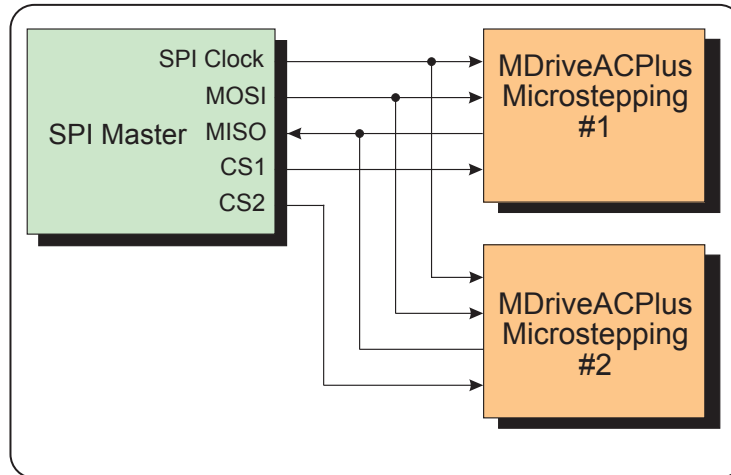 SPI Master
SPI Clock
MOSI
MISO
CS1
CS2
MDriveACPlus
Microstepping
#1
MDriveACPlus
Microstepping
#2